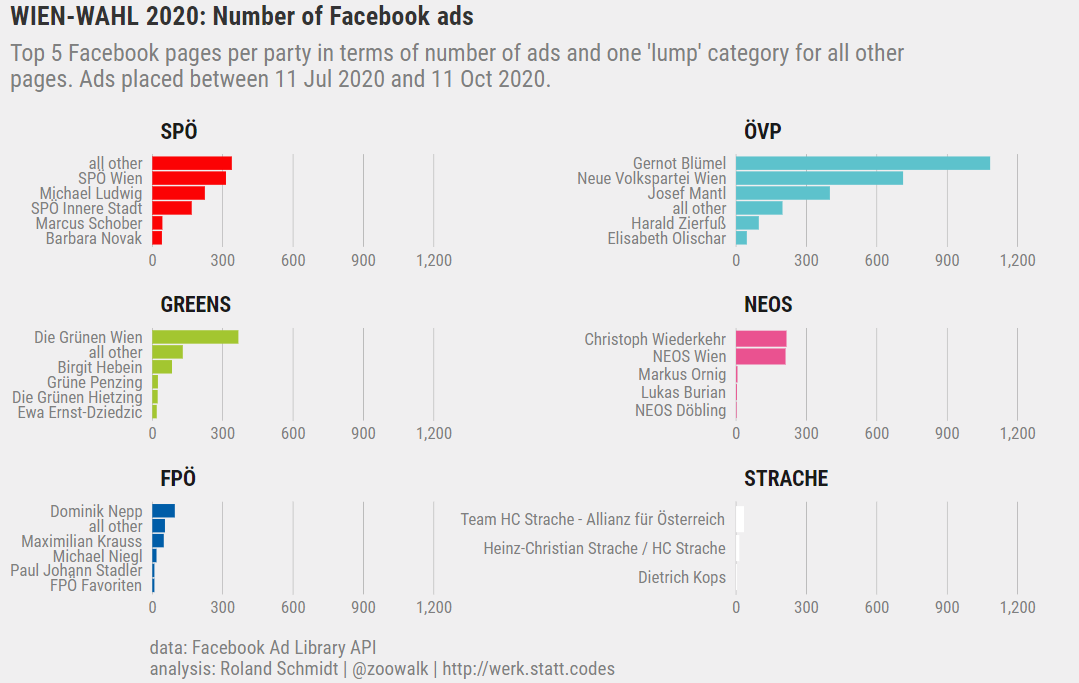 WIEN-WAHL 2020: Number of Facebook ads
Top 5 Facebook pages per party in terms of number of ads and one 'lump' category for all other
pages. Ads placed between 11 Jul 2020 and 11 Oct 2020.
SPÖ
all other
SPÖ Wien
Michael Ludwig
SPÖ Innere Stadt
Marcus Schober
Barbara Novak
0 300 600 900 1,200
ÖVP
Gernot Blümel
Neue Volkspartei Wien
Josef Mantl
all other
Harald Zierfuß
Elisabeth Olischar
0 300 600 900 1,200
GREENS
Die Grünen Wien
all other
Birgit Hebein
Grüne Penzing
Die Grünen Hietzing
Ewa Ernst-Dziedzic
0 300 600 900 1,200
NEOS
Christoph Wiederkehr
NEOS Wien
Markus Ornig
Lukas Burian
NEOS Döbling
0 300 600 900 1,200
FPÖ
Dominik Nepp
all other
Maximilian Krauss
Michael Niegl
Paul Johann Stadler
FPÖ Favoriten
0 300 600 900 1,200
STRACHE
Team HC Strache - Allianz für Österreich
Heinz-Christian Strache / HC Strache
Dietrich Kops
0 300 600 900 1,200
data: Facebook Ad Library API
analysis: Roland Schmidt | @zoowalk | http://werk.statt.codes